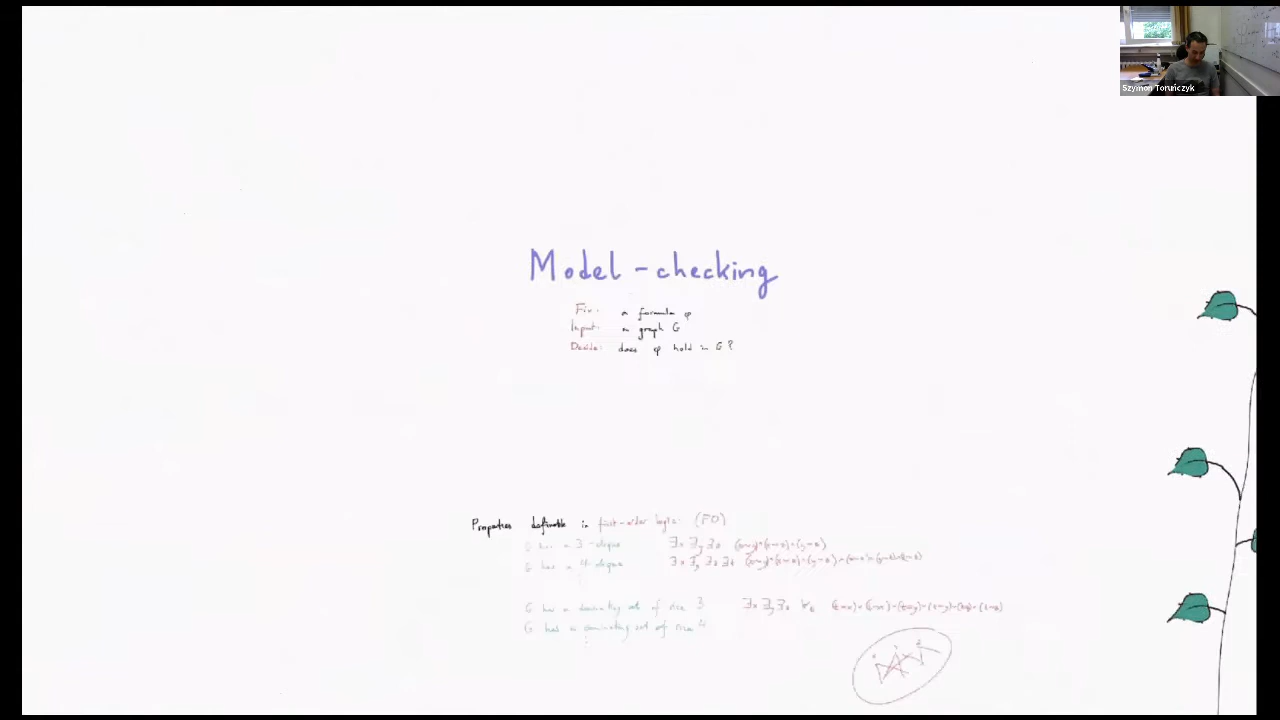 Szymon Toruńczyk
Model-checking
Fix: a formula φ
Input: a graph G
Decide: does φ hold in G?
Properties definable in first-order logic (FO)
G has a 3-clique ∃x ∃y ∃z
G has a 4-clique
G has a dominating set of size 3 ∃x ∃y ∃z
G has a dominating set of size 4